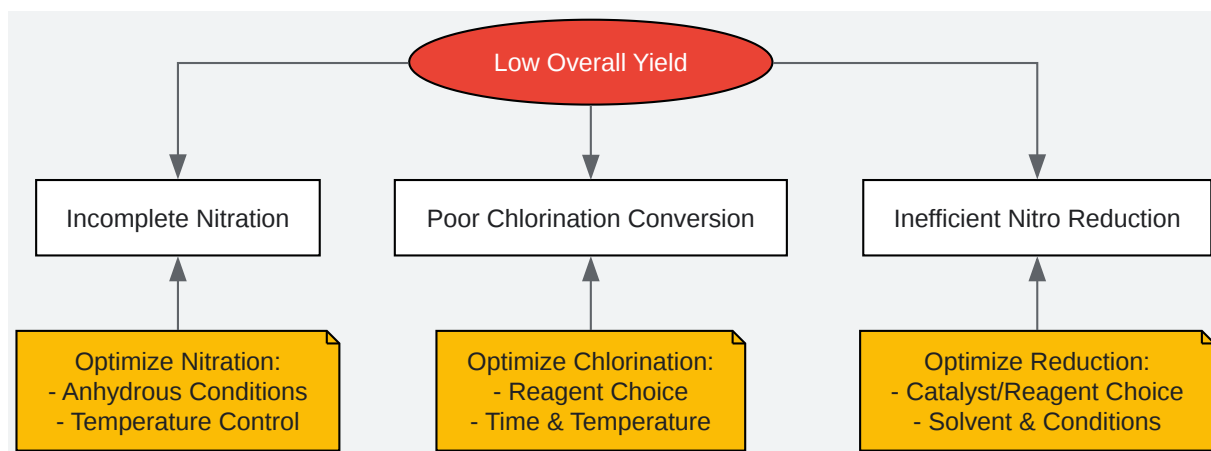 Low Overall Yield
Incomplete Nitration
Poor Chlorination Conversion
Inefficient Nitro Reduction
Optimize Nitration:
- Anhydrous Conditions
- Temperature Control
Optimize Chlorination:
- Reagent Choice
- Time & Temperature
Optimize Reduction:
- Catalyst/Reagent Choice
- Solvent & Conditions